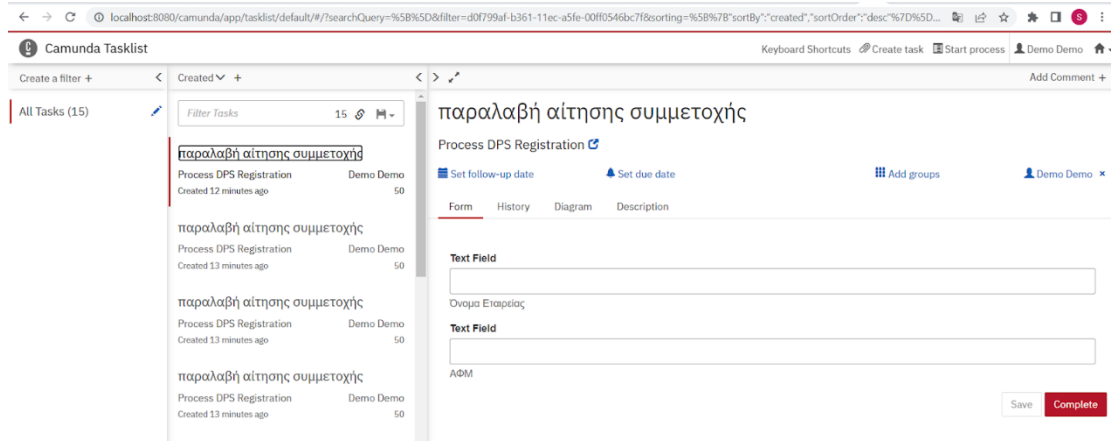 localhost:8080/camunda/app/tasklist/default/#/?searchQuery=%5B%5D&filter=d0f799af-b361-11ec-a5fe-00ff0546bc7f&sorting=%5B%7B"sortBy":"created","sortOrder":"desc"%7D%5D... S
Camunda Tasklist
Keyboard Shortcuts Create task Start process Demo Demo
Create a filter +
Created +
Add Comment +
All Tasks (15)
Filter Tasks 15
παραλαβή αίτησης συμμετοχής
Process DPS Registration Demo Demo
Created 12 minutes ago 50
παραλαβή αίτησης συμμετοχής
Process DPS Registration Demo Demo
Created 13 minutes ago 50
παραλαβή αίτησης συμμετοχής
Process DPS Registration Demo Demo
Created 13 minutes ago 50
παραλαβή αίτησης συμμετοχής
Process DPS Registration Demo Demo
Created 13 minutes ago 50
παραλαβή αίτησης συμμετοχής
Process DPS Registration
Set follow-up date Set due date Add groups Demo Demo ×
Form History Diagram Description
Text Field
Όνομα Εταιρείας
Text Field
ΑΦΜ
Save Complete